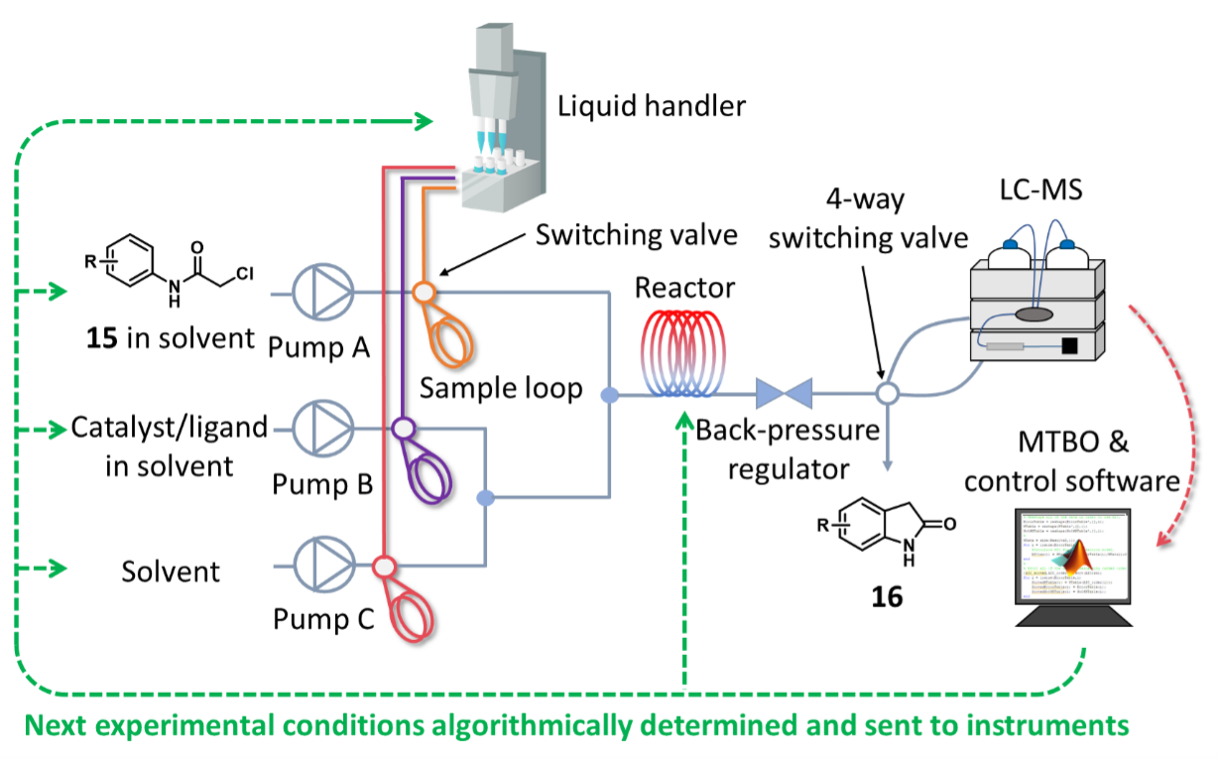 Liquid handler
LC-MS
4-way
switching valve
Switching valve
R
O
N
H
Cl
15 in solvent
Pump A
Reactor
Sample loop
Catalyst/ligand
in solvent
Pump B
Back-pressure
regulator
MTBO &
control software
R
O
N
H
16
Solvent
Pump C
Next experimental conditions algorithmically determined and sent to instruments